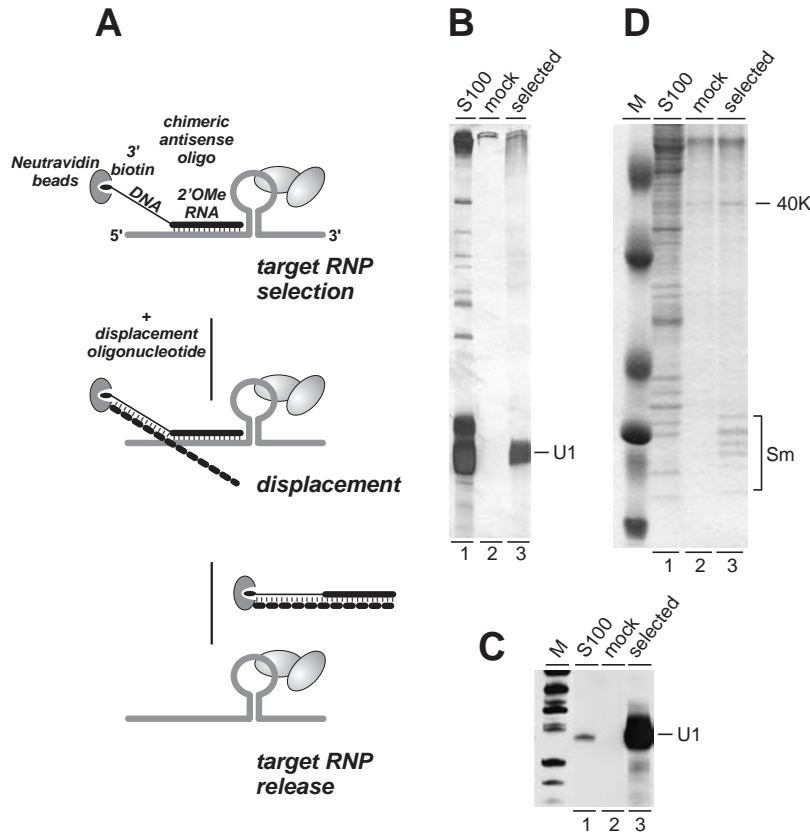 A
Neutravidin
beads
3'
biotin
DNA
chimeric
antisense
oligo
2'OMe
RNA
5'
3'
target RNP
selection
+
displacement
oligonucleotide
displacement
target RNP
release
B
S100
mock
selected
U1
1 2 3
D
M
S100
mock
selected
40K
Sm
1 2 3
C
M
S100
mock
selected
U1
1 2 3